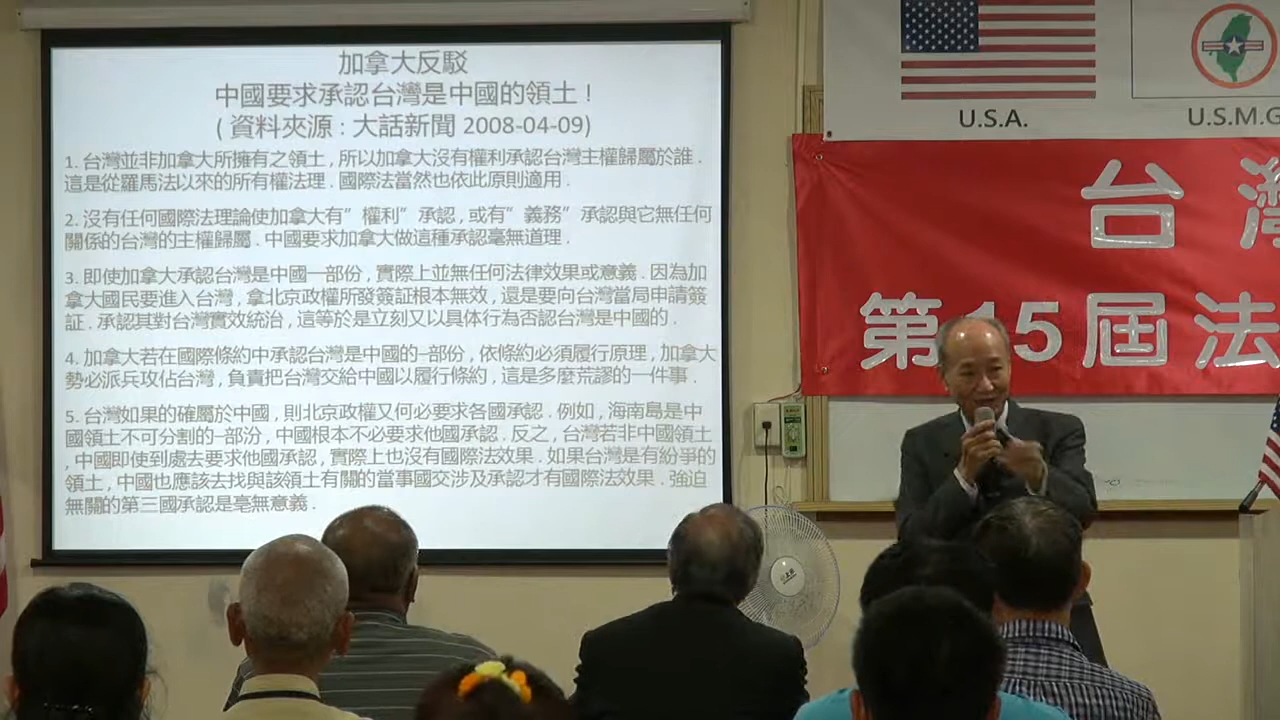 加拿大反駁
中國要求承認台灣是中國的領土！
( 資料來源 : 大話新聞 2008-04-09)
1. 台灣並非加拿大所擁有之領土 , 所以加拿大沒有權利承認台灣主權歸屬於誰 .
這是從羅馬法以來的所有權法理 . 國際法當然也依此原則適用 .
2. 沒有任何國際法理論使加拿大有” 權利” 承認 , 或有” 義務” 承認與它無任何
關係的台灣的主權歸屬 . 中國要求加拿大做這種承認毫無道理 .
3. 即使加拿大承認台灣是中國一部份 , 實際上並無任何法律效果或意義 . 因為加
拿大國民要進入台灣 , 拿北京政權所發簽証根本無效 , 還是要向台灣當局申請簽
証 . 承認其對台灣實效統治 , 這等於是立刻又以具體行為否認台灣是中國的 .
4. 加拿大若在國際條約中承認台灣是中國的一部份 , 依條約必須履行原理 , 加拿大
勢必派兵攻佔台灣 , 負責把台灣交給中國以履行條約 , 這是多麼荒謬的一件事 .
5. 台灣如果的確屬於中國 , 則北京政權又何必要求各國承認 . 例如 , 海南島是中
國領土不可分割的一部汾 , 中國根本不必要求他國承認 . 反之 , 台灣若非中國領土
, 中國即使到處去要求他國承認 , 實際上也沒有國際法效果 . 如果台灣是有紛爭的
領土 , 中國也應該去找與該領土有關的當事國交涉及承認才有國際法效果 . 強迫
無關的第三國承認是毫無意義 .
U.S.A.
U.S.M.G
台灣
第15屆法